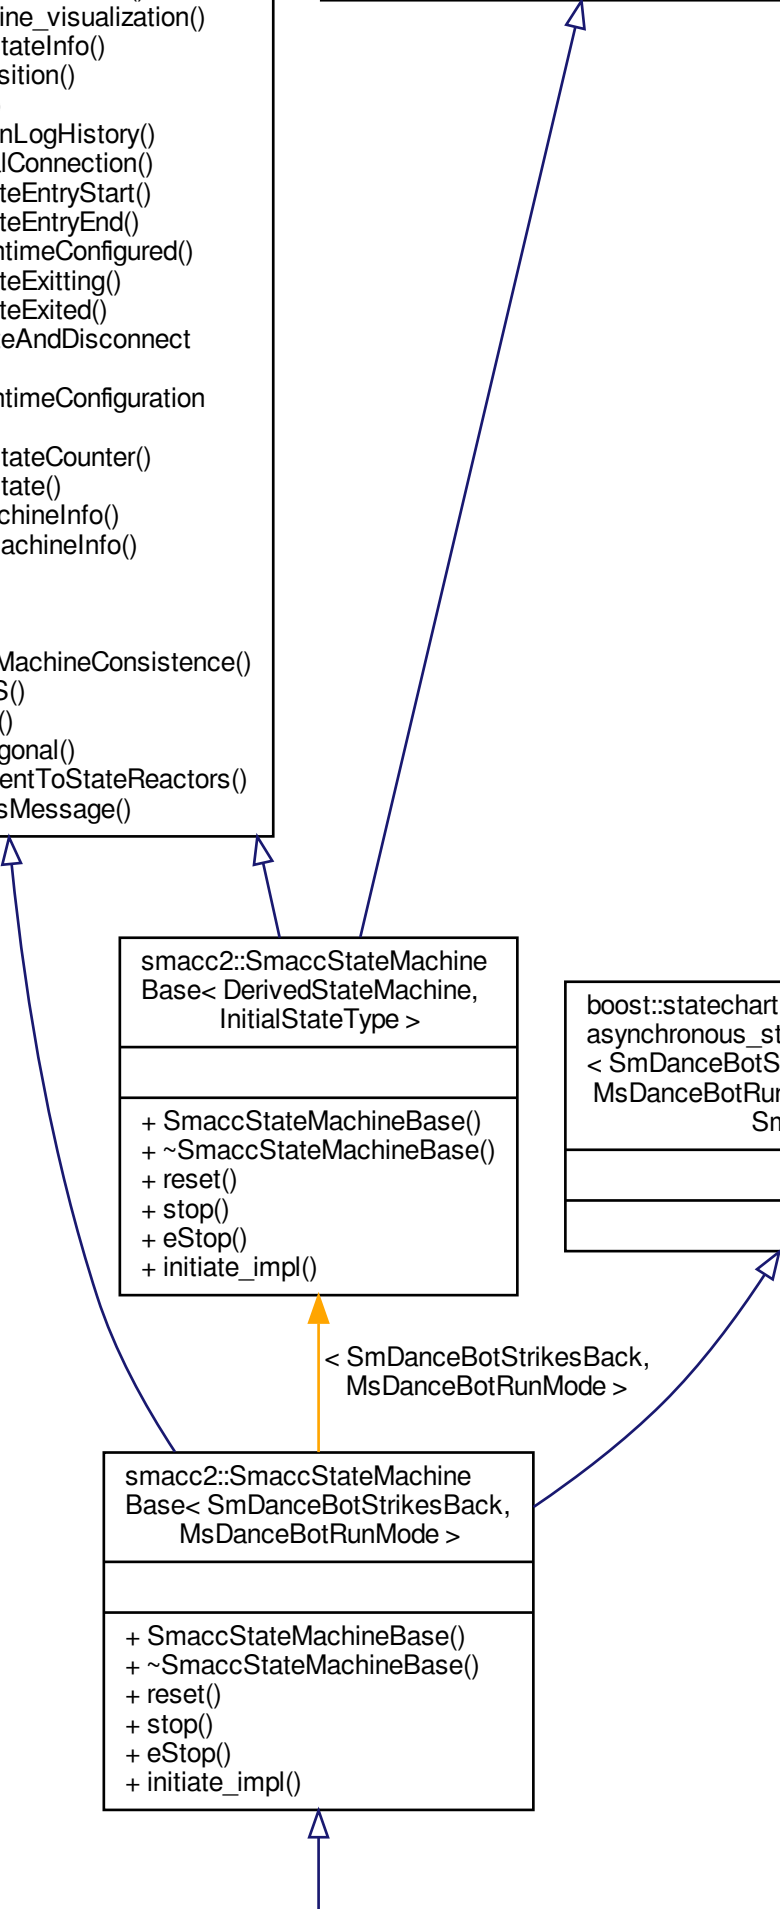 ine_visualization()
tateInfo()
sition()
)
nLogHistory()
alConnection()
teEntryStart()
teEntryEnd()
ntimeConfigured()
teExitting()
teExited()
teAndDisconnect
ntimeConfiguration
tateCounter()
tate()
chineInfo()
achineInfo()
MachineConsistence()
S()
()
gonal()
entToStateReactors()
sMessage()
smacc2::SmaccStateMachine
Base< DerivedStateMachine,
InitialStateType >
+ SmaccStateMachineBase()
+ ~SmaccStateMachineBase()
+ reset()
+ stop()
+ eStop()
+ initiate_impl()
boost::statechart
asynchronous_st
< SmDanceBotS
MsDanceBotRun
Sm
< SmDanceBotStrikesBack,
MsDanceBotRunMode >
smacc2::SmaccStateMachine
Base< SmDanceBotStrikesBack,
MsDanceBotRunMode >
+ SmaccStateMachineBase()
+ ~SmaccStateMachineBase()
+ reset()
+ stop()
+ eStop()
+ initiate_impl()